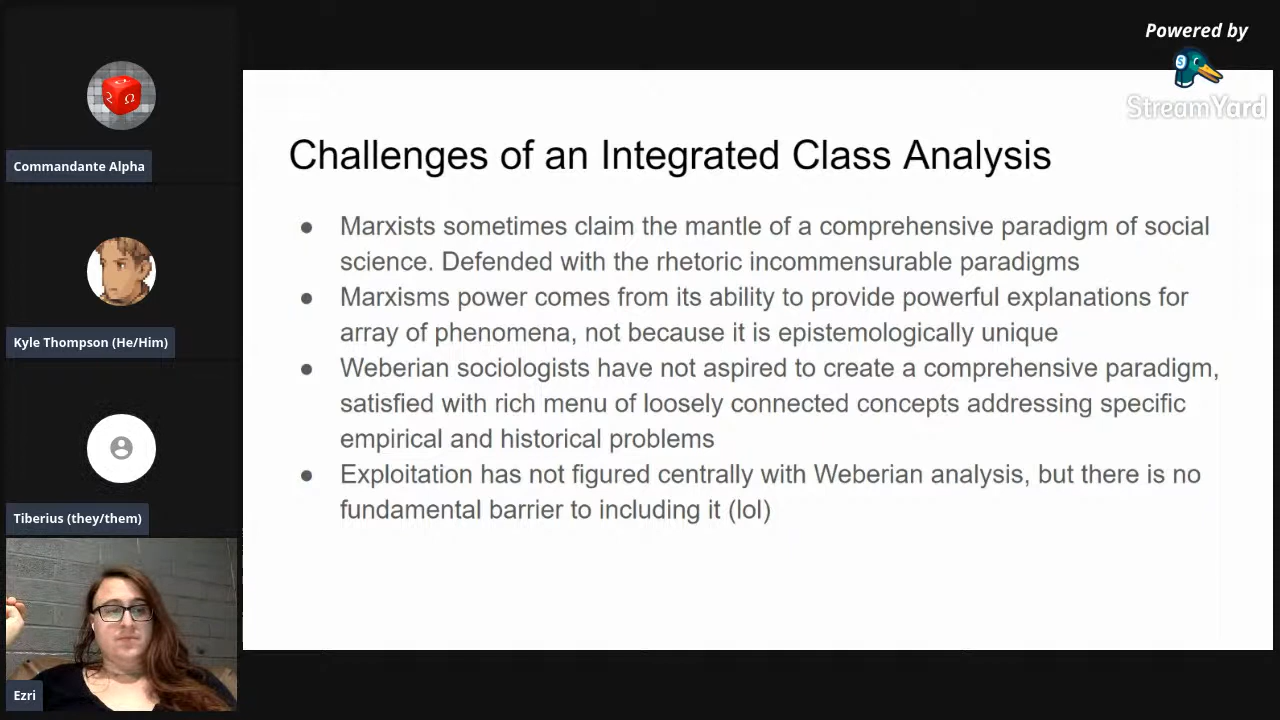 Powered by
StreamYard
Commandante Alpha
Kyle Thompson (He/Him)
Tiberius (they/them)
Ezri
Challenges of an Integrated Class Analysis
● Marxists sometimes claim the mantle of a comprehensive paradigm of social
science. Defended with the rhetoric incommensurable paradigms
● Marxisms power comes from its ability to provide powerful explanations for
array of phenomena, not because it is epistemologically unique
● Weberian sociologists have not aspired to create a comprehensive paradigm,
satisfied with rich menu of loosely connected concepts addressing specific
empirical and historical problems
● Exploitation has not figured centrally with Weberian analysis, but there is no
fundamental barrier to including it (lol)